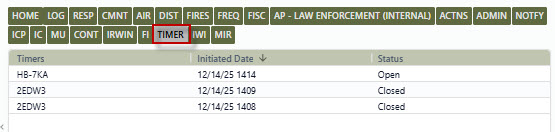 HOME LOG RESP CMNT AIR DIST FIRES FREQ FISC AP - LAW ENFORCEMENT (INTERNAL) ACTNS ADMIN NOTFY
ICP IC MU CONT IRWIN FI TIMER IWI MIR
Timers Initiated Date ↓ Status
HB-7KA 12/14/25 1414 Open
2EDW3 12/14/25 1409 Closed
2EDW3 12/14/25 1408 Closed